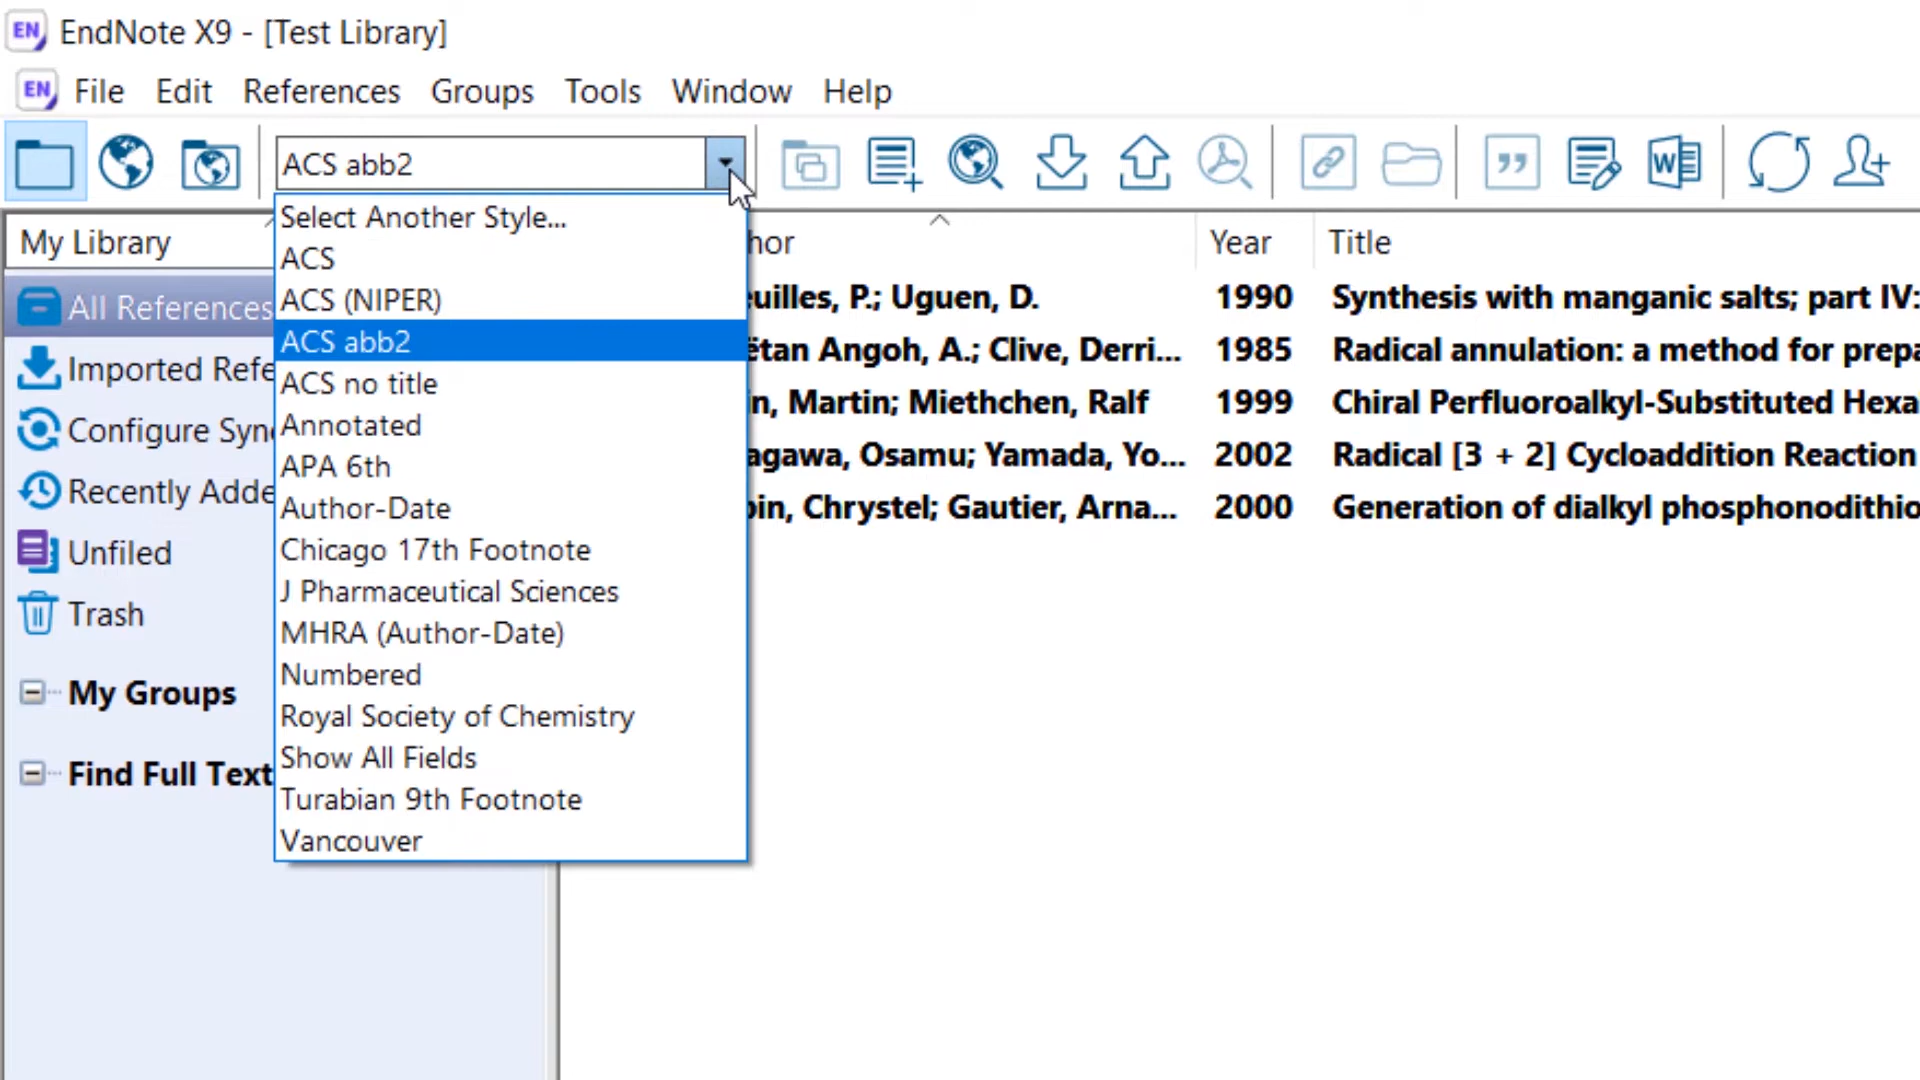 EN EndNote X9 - [Test Library]
EN File Edit References Groups Tools Window Help
ACS abb2
My Library
All References
Imported Refe
Configure Syn
Recently Adde
Unfiled
Trash
My Groups
Find Full Text
Select Another Style...
ACS
ACS (NIPER)
ACS abb2
ACS no title
Annotated
APA 6th
Author-Date
Chicago 17th Footnote
J Pharmaceutical Sciences
MHRA (Author-Date)
Numbered
Royal Society of Chemistry
Show All Fields
Turabian 9th Footnote
Vancouver
hor Year Title
euilles, P.; Uguen, D. 1990 Synthesis with manganic salts; part IV:
ëtan Angoh, A.; Clive, Derri... 1985 Radical annulation: a method for prepa
in, Martin; Miethchen, Ralf 1999 Chiral Perfluoroalkyl-Substituted Hexa
agawa, Osamu; Yamada, Yo... 2002 Radical [3 + 2] Cycloaddition Reaction
bin, Chrystel; Gautier, Arna... 2000 Generation of dialkyl phosphonodithio